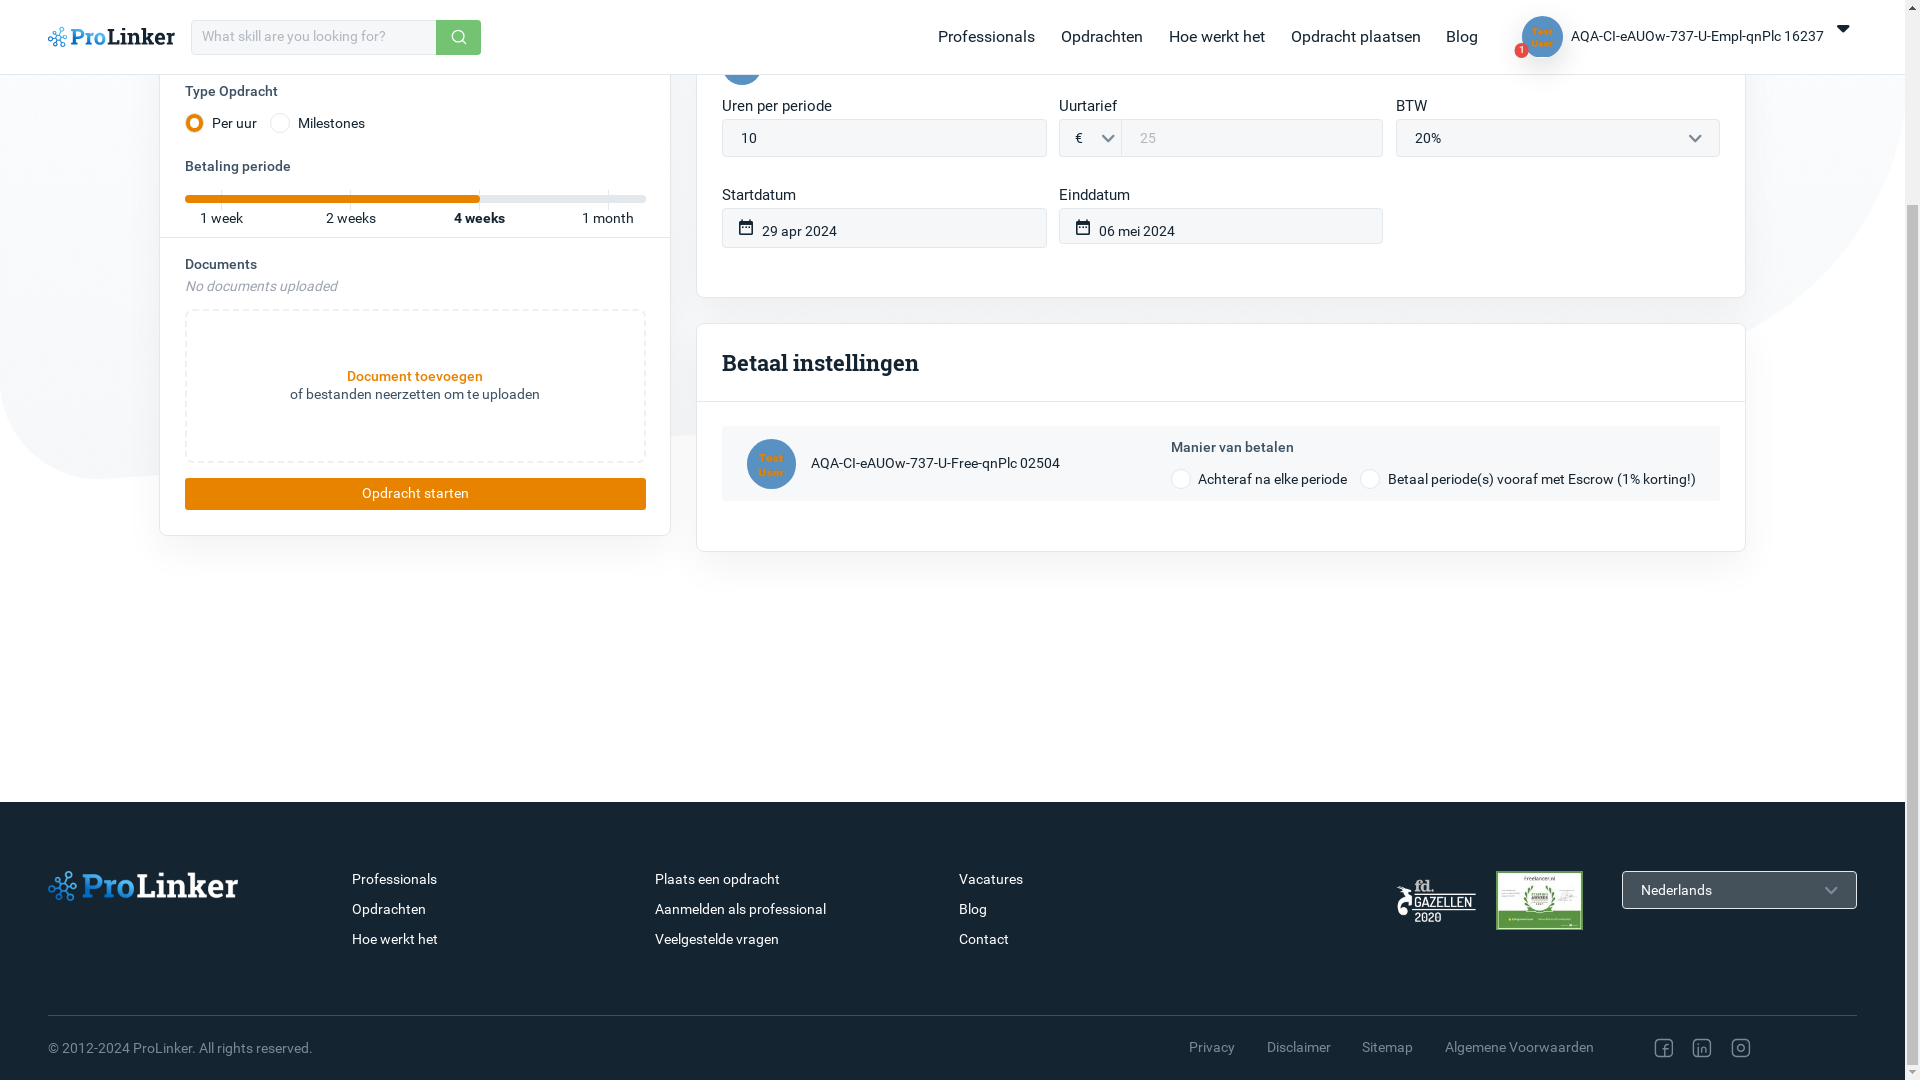 ProLinker
What skill are you looking for?
Professionals
Opdrachten
Hoe werkt het
Opdracht plaatsen
Blog
Test User
1
AQA-CI-eAUOw-737-U-Empl-qnPlc 16237
Type Opdracht
Per uur
Milestones
Betaling periode
1 week
2 weeks
4 weeks
1 month
Documents
No documents uploaded
Document toevoegen
of bestanden neerzetten om te uploaden
Opdracht starten
Uren per periode
Uurtarief
BTW
10
€
25
20%
Startdatum
Einddatum
29 apr 2024
06 mei 2024
Betaal instellingen
Test User
AQA-CI-eAUOw-737-U-Free-qnPlc 02504
Manier van betalen
Achteraf na elke periode
Betaal periode(s) vooraf met Escrow (1% korting!)
ProLinker
Professionals
Opdrachten
Hoe werkt het
Plaats een opdracht
Aanmelden als professional
Veelgestelde vragen
Vacatures
Blog
Contact
fd.
GAZELLEN
2020
Freelancer.nl
Nederlands
© 2012-2024 ProLinker. All rights reserved.
Privacy
Disclaimer
Sitemap
Algemene Voorwaarden